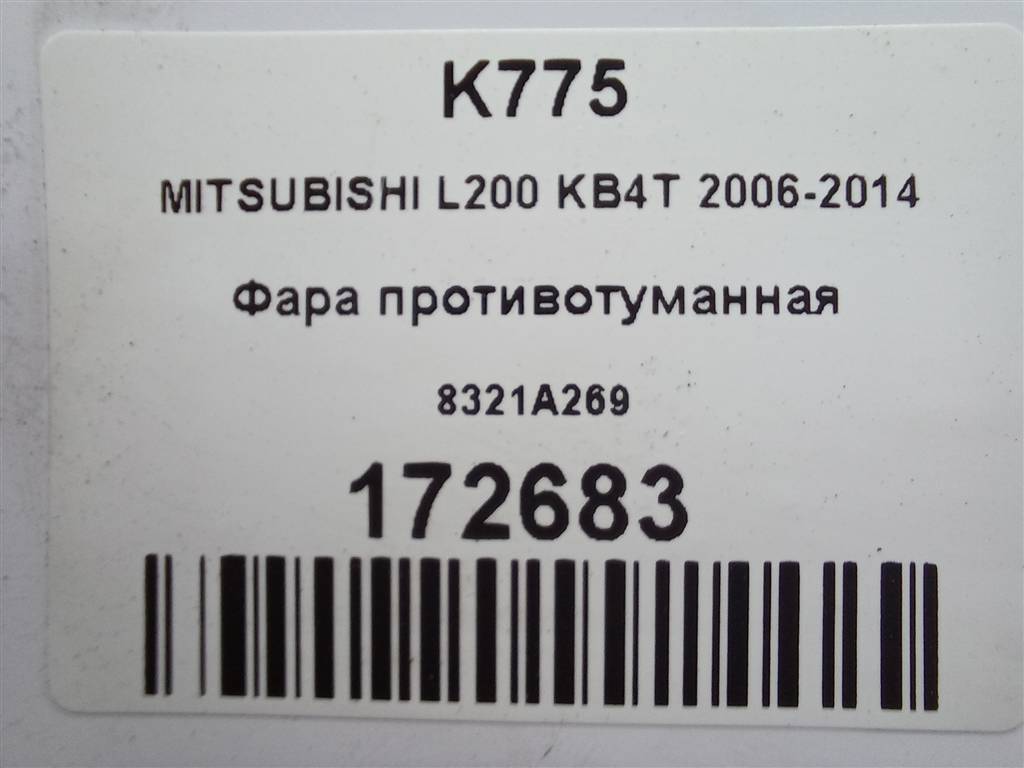 K775
MITSUBISHI L200 KB4T 2006-2014
Фара противотуманная
8321A269
172683